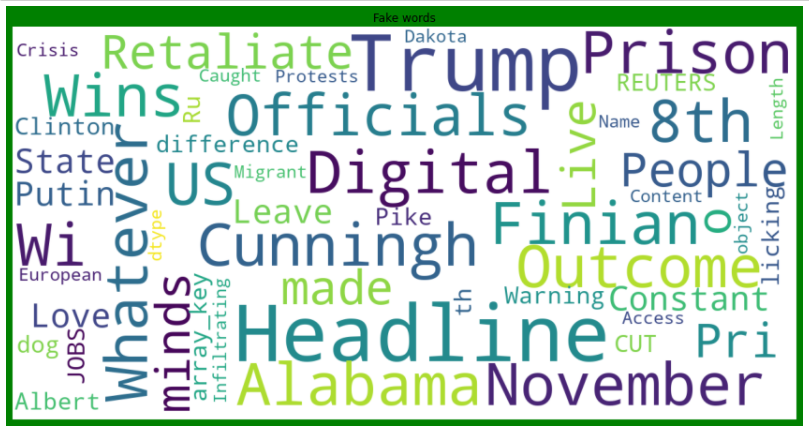 Fake words
Crisis
Retaliate
Trump
Dakota
Prison
Caught
Protests
REUTERS
Wins
Ru
Officials
Live
Name
8th
Length
Clinton
difference
State
US
Migrant
Digital
People
Putin
Whatever
Leave
Pike
Content
dtype
Finian
O
object
licking
Wi
Cunningh
Outcome
European
minds
made
array_key
Infiltrating
th
Warning
Constant
Love
JOBS
Headline
Access
dog
CUT
Pri
Albert
Alabama
November